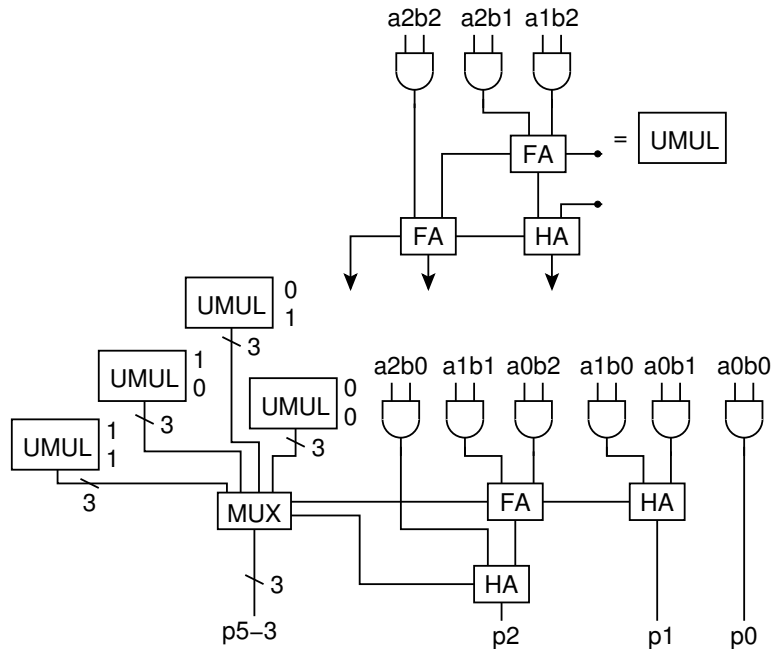 a2b2 a2b1 a1b2
FA = UMUL
FA HA
UMUL 0
1
3
a2b0 a1b1 a0b2 a1b0 a0b1 a0b0
UMUL 1
0
3
UMUL 0
0
3
UMUL 1
1
3
MUX FA HA
3 HA
p5-3 p2 p1 p0